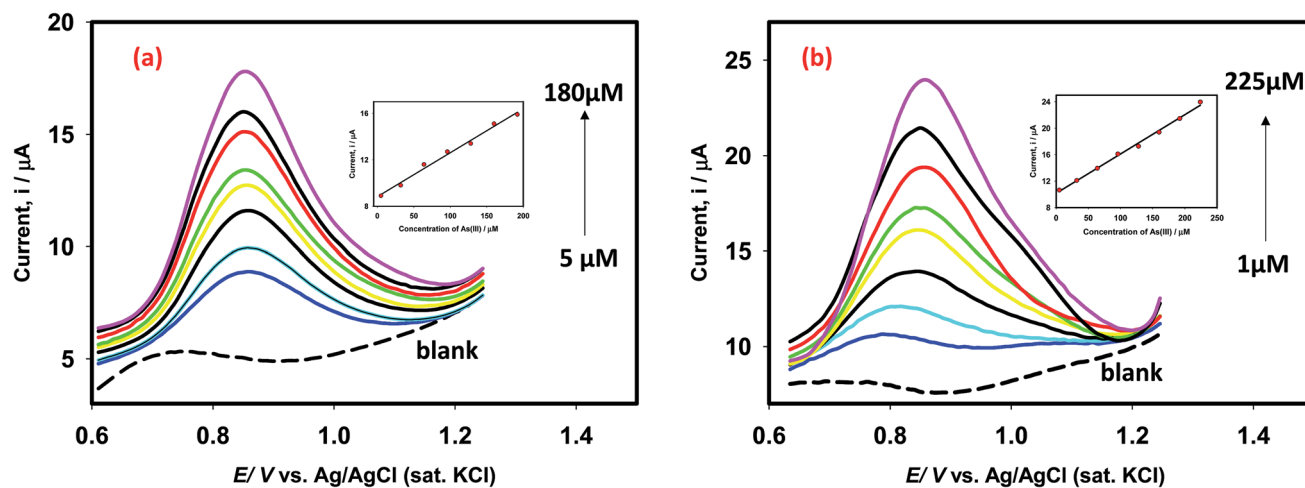 20
15
10
5
Current, i / μA
0.6
0.8
1.0
1.2
1.4
E/ V vs. Ag/AgCl (sat. KCl)
(a)
180μM
5 μM
blank
16
12
8
Current, i / μA
0
50
100
150
200
Concentration of As(III) / μM
25
20
15
10
Current, i / μA
0.6
0.8
1.0
1.2
1.4
E/ V vs. Ag/AgCl (sat. KCl)
(b)
225μM
1μM
blank
24
20
16
12
8
Current, i / μA
0
50
100
150
200
250
Concentration of As(III) / μM